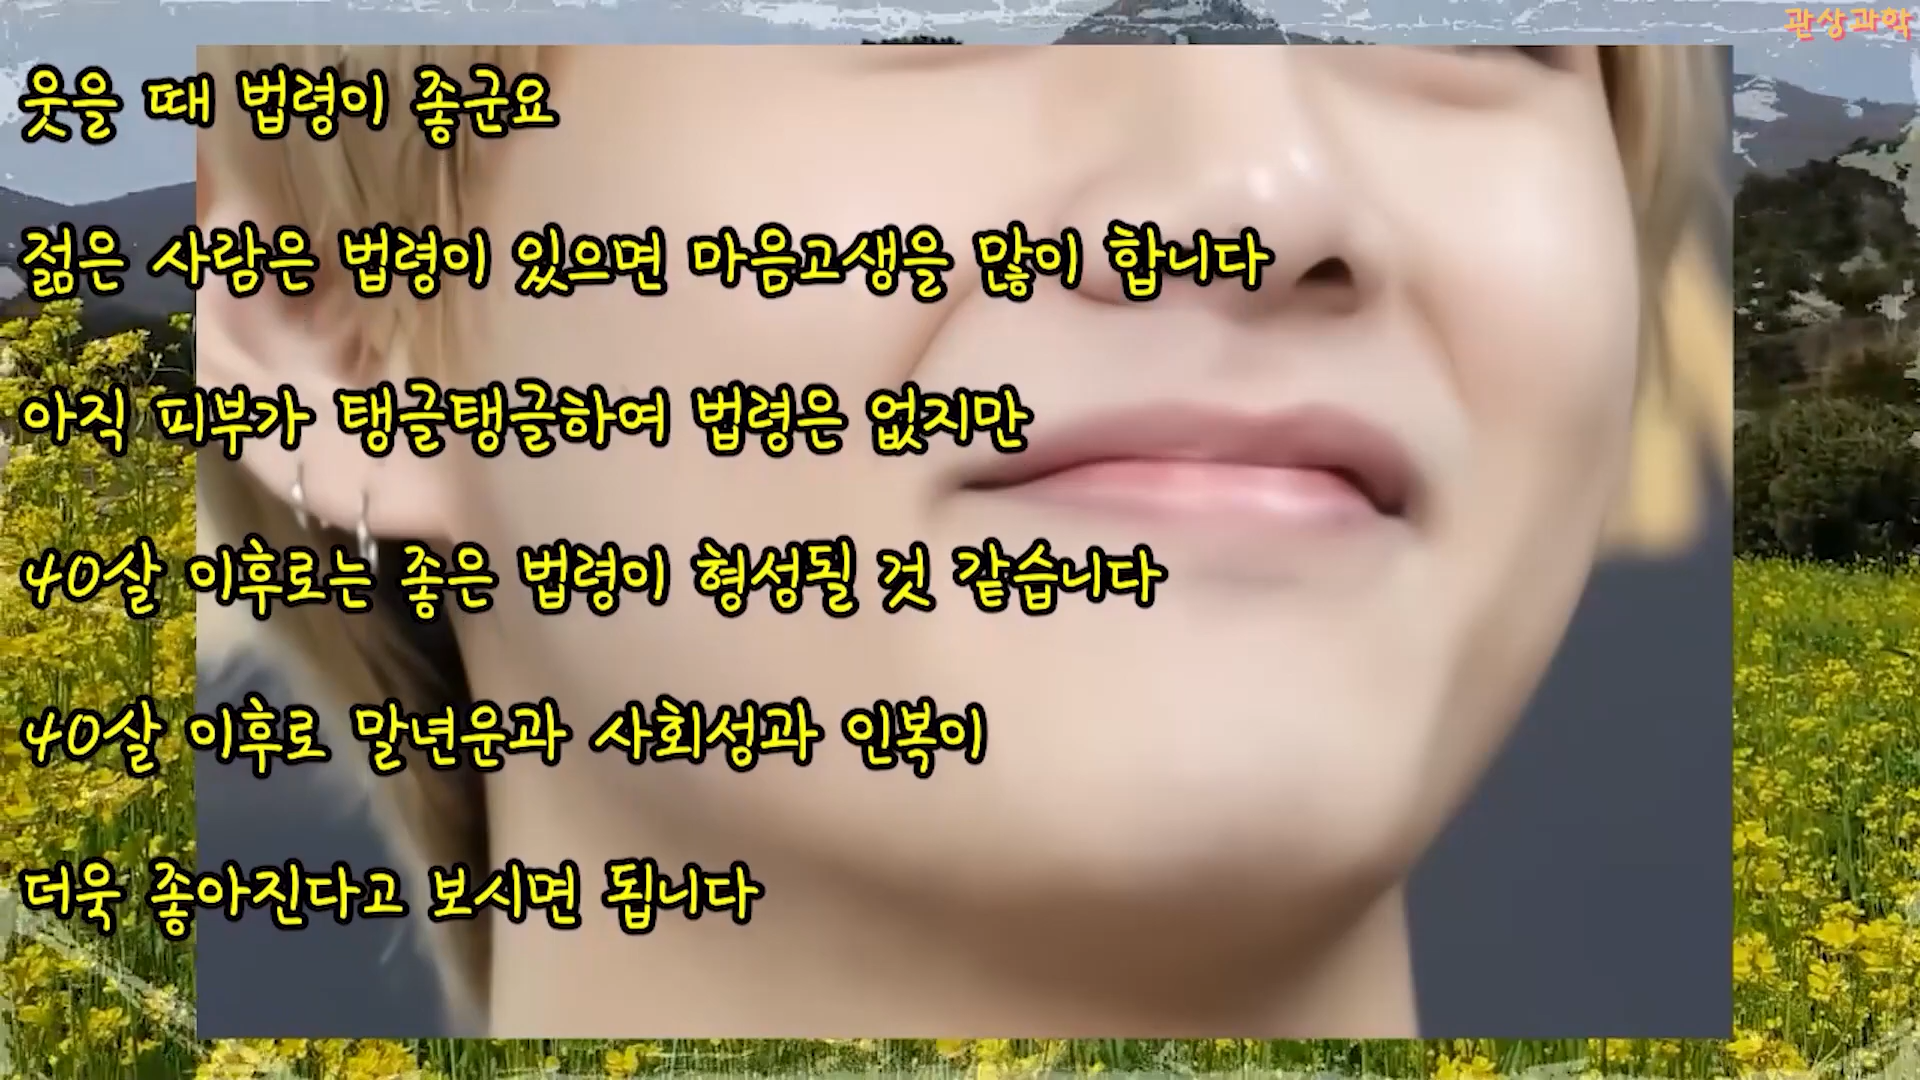 관상과학
웃을 때 법령이 좋군요
젊은 사람은 법령이 있으면 마음고생을 많이 합니다
아직 피부가 탱글탱글하여 법령은 없지만
40살 이후로는 좋은 법령이 형성될 것 같습니다
40살 이후로 말년운과 사회성과 인복이
더욱 좋아진다고 보시면 됩니다